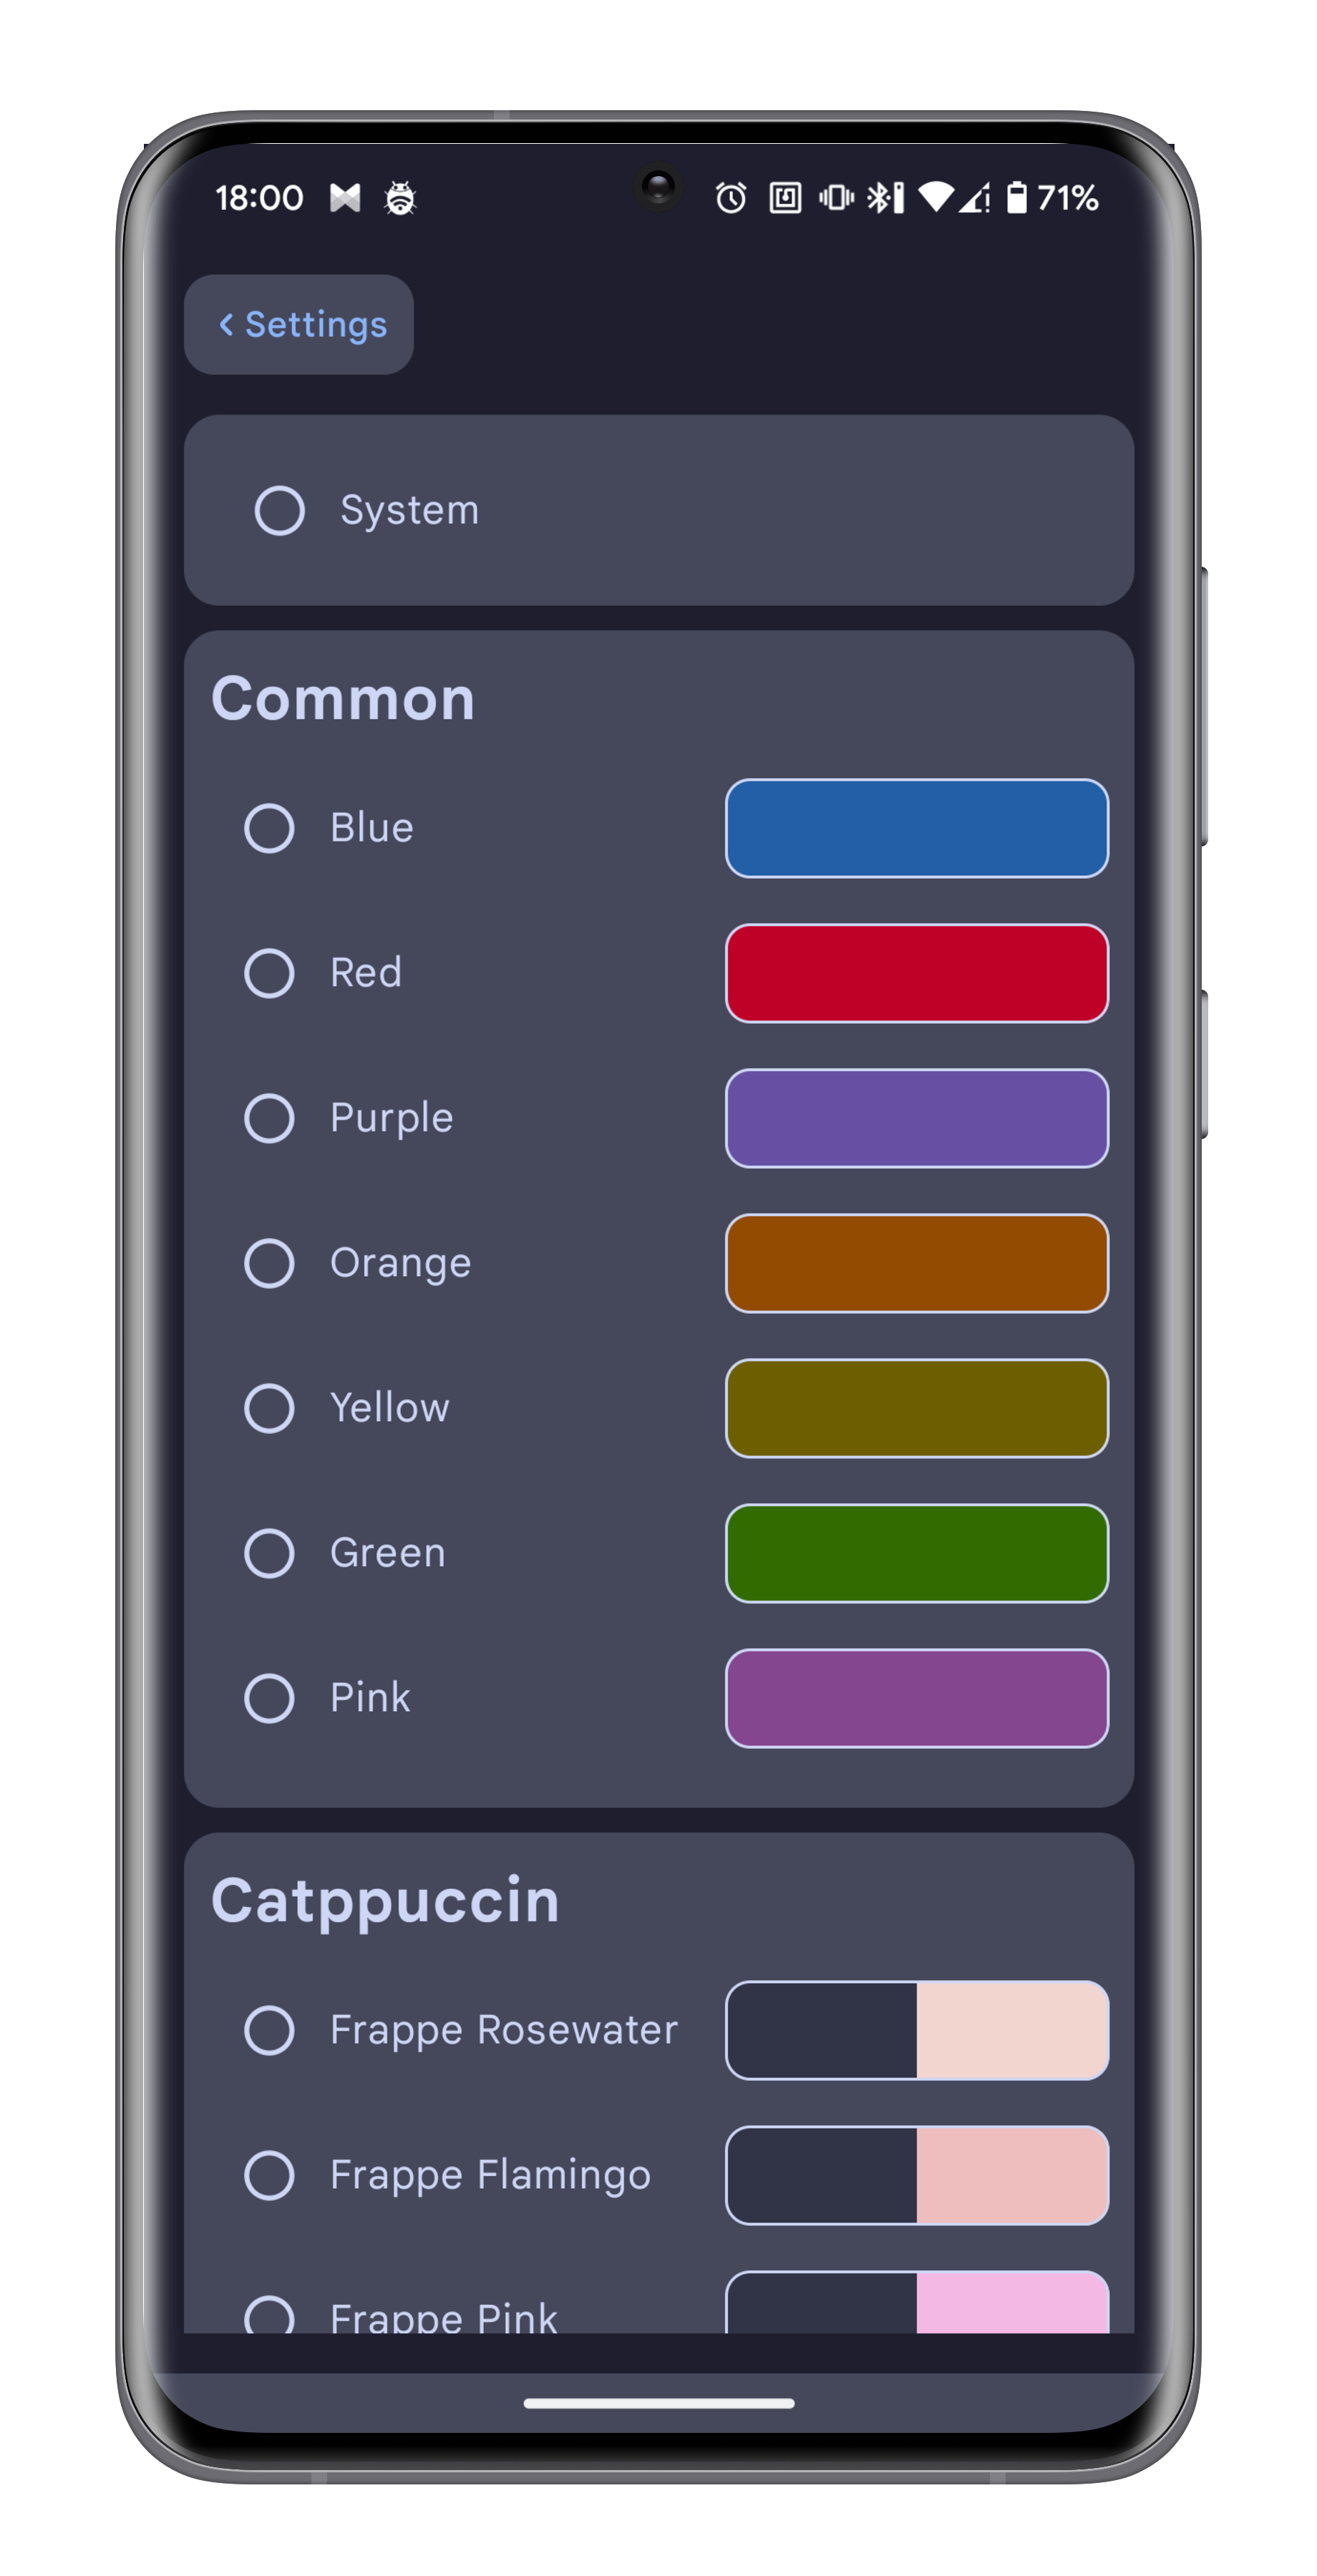 18:00 71%
Settings
System
Common
Blue
Red
Purple
Orange
Yellow
Green
Pink
Catppuccin
Frappe Rosewater
Frappe Flamingo
Frappe Pink